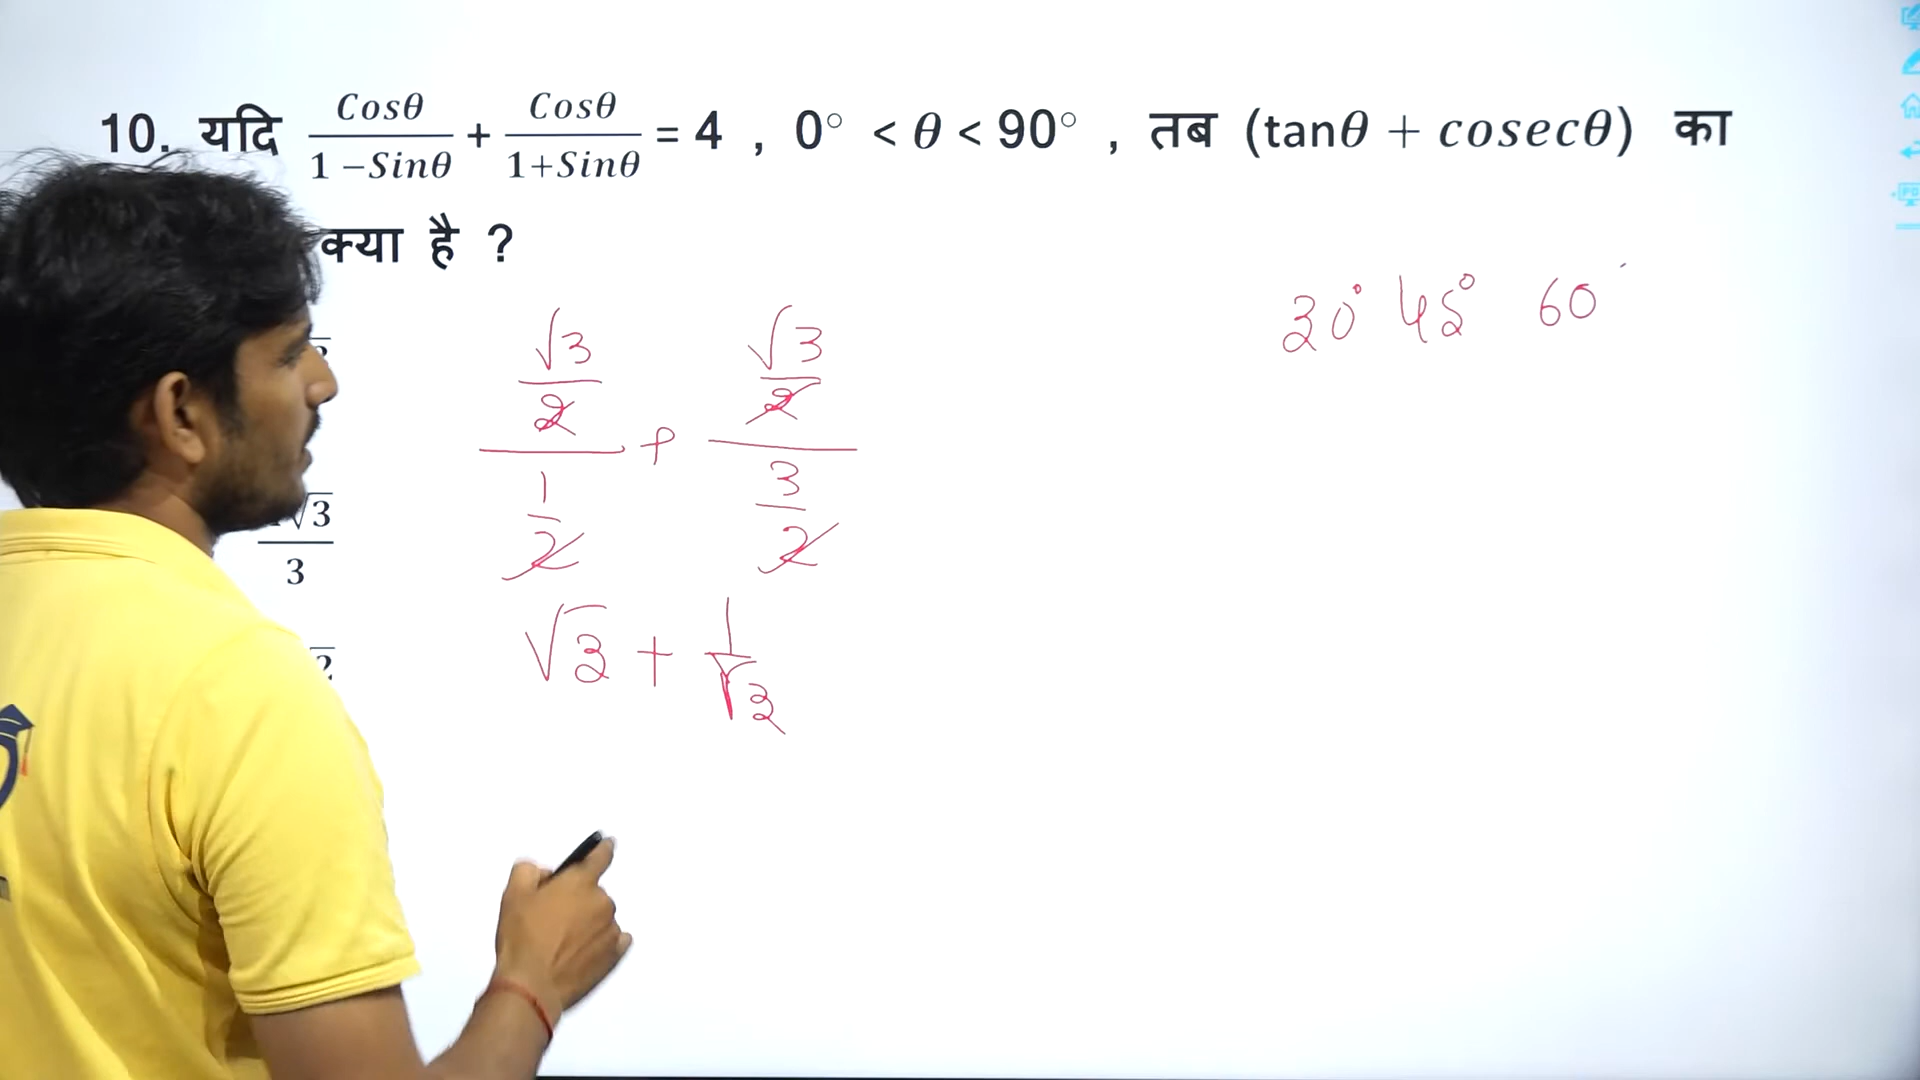 10. यदि Cosθ/1 −Sinθ + Cosθ/1+Sinθ = 4 , 0° < θ < 90° , तब (tanθ + cosecθ) का
क्या है ?
30° 45° 60°
√3/2 / 1/2 + √3/2 / 3/2
√3/3
√3 + 1/√3